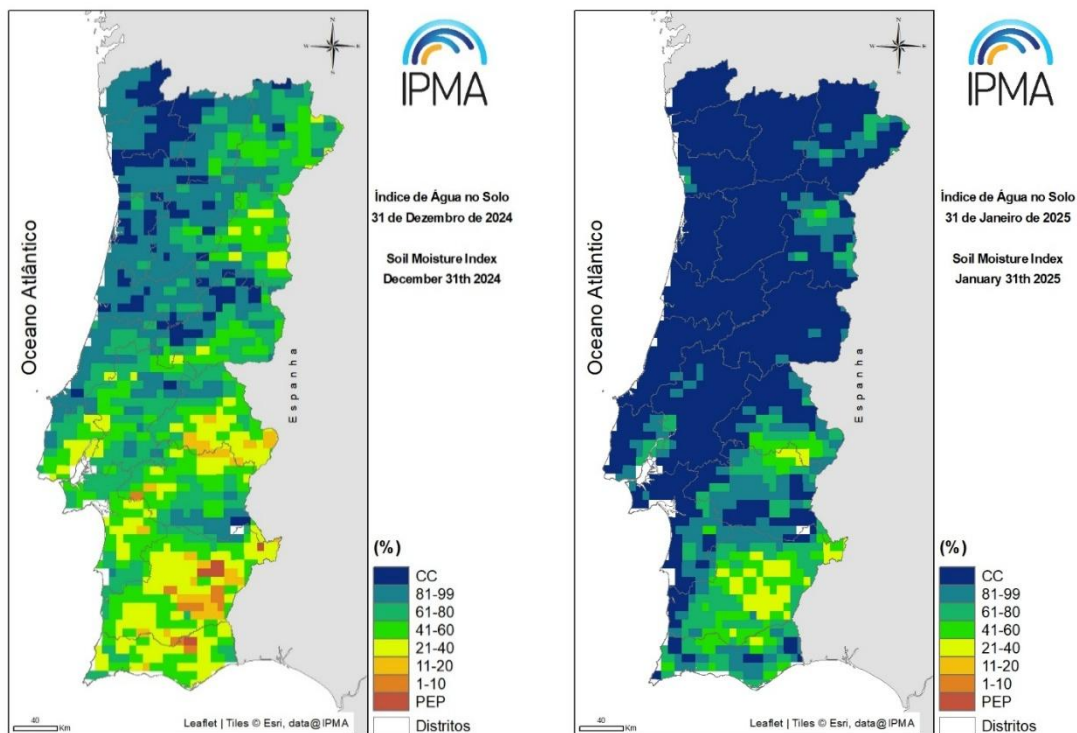 N
W E
S
IPMA
Índice de Água no Solo
31 de Dezembro de 2024
Soil Moisture Index
December 31th 2024
Oceano Atlântico
Espanha
(%)
CC
81-99
61-80
41-60
21-40
11-20
1-10
PEP
Distritos
40
Km
Leaflet | Tiles © Esri, data@IPMA
N
W E
S
IPMA
Índice de Água no Solo
31 de Janeiro de 2025
Soil Moisture Index
January 31th 2025
Oceano Atlântico
Espanha
(%)
CC
81-99
61-80
41-60
21-40
11-20
1-10
PEP
Distritos
40
Km
Leaflet | Tiles © Esri, data@IPMA